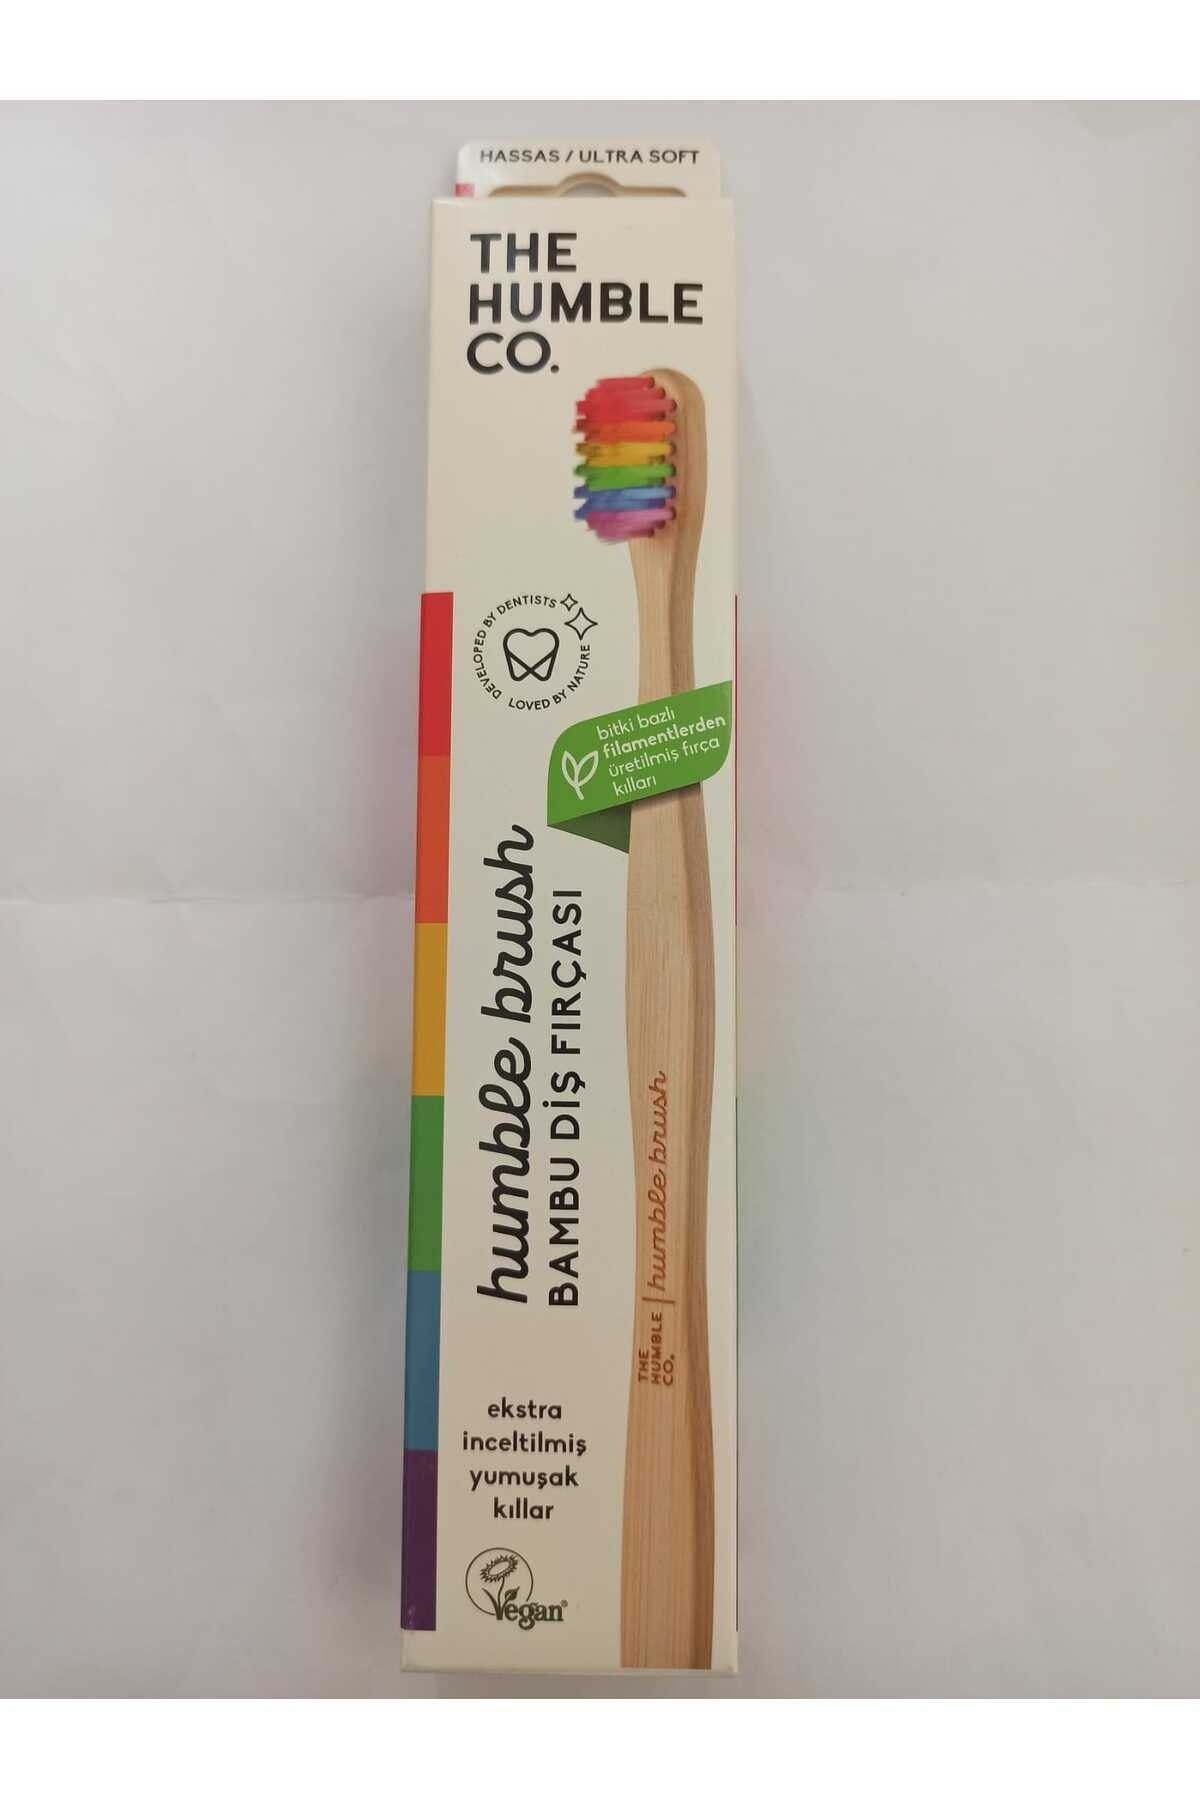 HASSAS / ULTRA SOFT
THE
HUMBLE
CO.
DEVELOPED BY DENTISTS
LOVED BY NATURE
bitki bazlı
filamentlerden
üretilmiş fırça
kılları
humble brush
BAMBU DİŞ FIRÇASI
THE
HUMBLE
CO.
humble brush
ekstra
inceltilmiş
yumuşak
kıllar
Vegan®